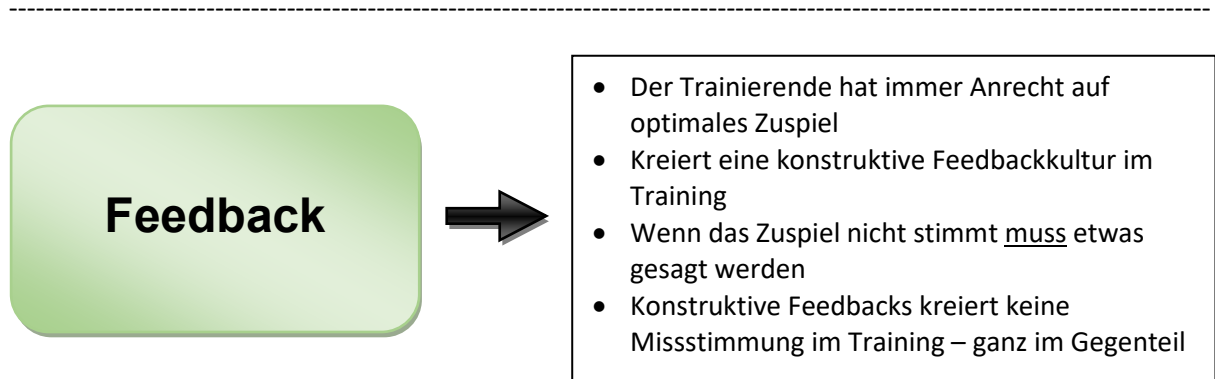 Feedback
• Der Trainierende hat immer Anrecht auf
optimales Zuspiel
• Kreiert eine konstruktive Feedbackkultur im
Training
• Wenn das Zuspiel nicht stimmt muss etwas
gesagt werden
• Konstruktive Feedbacks kreiert keine
Missstimmung im Training – ganz im Gegenteil